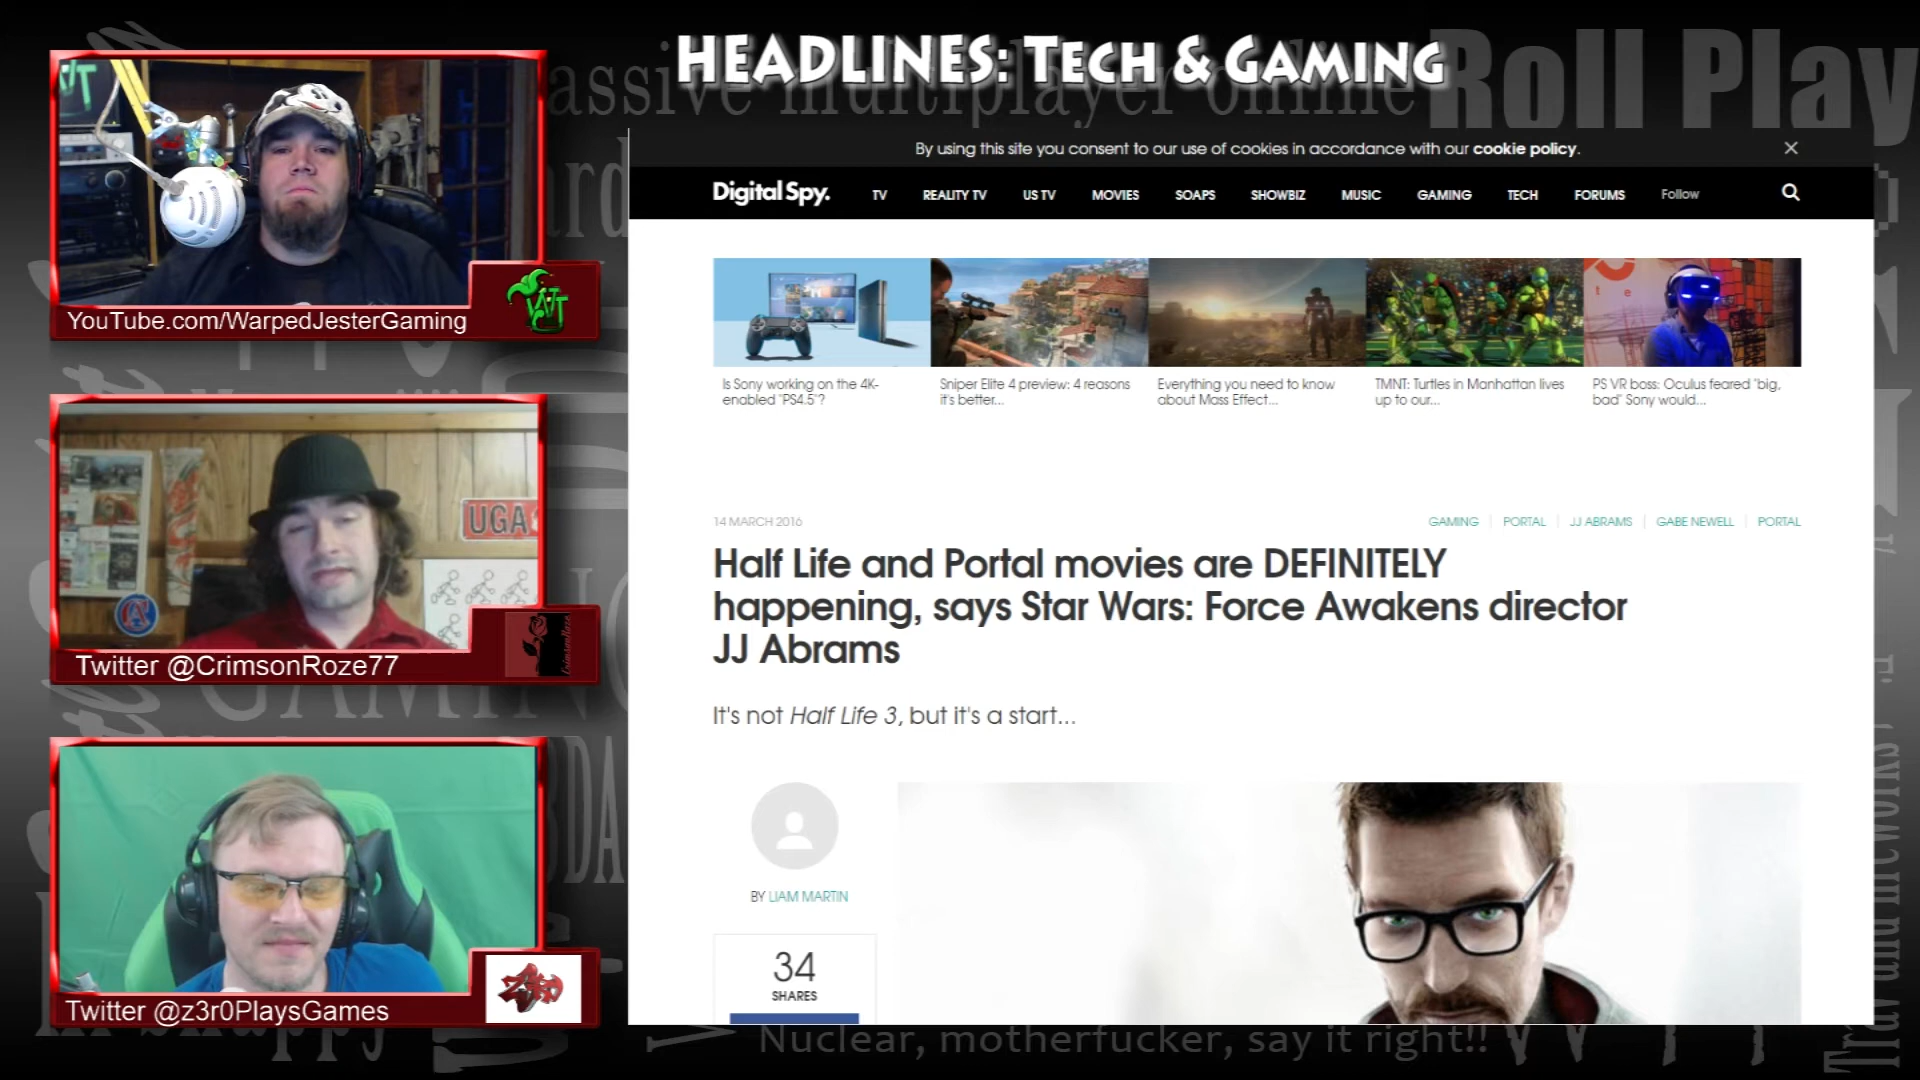 HEADLINES: TECH & GAMING
assive multiplayer online
Roll Play
YouTube.com/WarpedJesterGaming
WJT
UGA
Twitter @CrimsonRoze77
Twitter @z3r0PlaysGames
By using this site you consent to our use of cookies in accordance with our cookie policy.
Digital Spy. TV REALITY TV US TV MOVIES SOAPS SHOWBIZ MUSIC GAMING TECH FORUMS Follow
Is Sony working on the 4K-
enabled "PS4.5"?
Sniper Elite 4 preview: 4 reasons
it's better...
Everything you need to know
about Mass Effect...
TMNT: Turtles in Manhattan lives
up to our...
PS VR boss: Oculus feared "big,
bad" Sony would...
14 MARCH 2016
GAMING PORTAL JJ ABRAMS GABE NEWELL PORTAL
Half Life and Portal movies are DEFINITELY
happening, says Star Wars: Force Awakens director
JJ Abrams
It's not Half Life 3, but it's a start...
BY LIAM MARTIN
34
SHARES
Nuclear, motherfucker, say it right!!